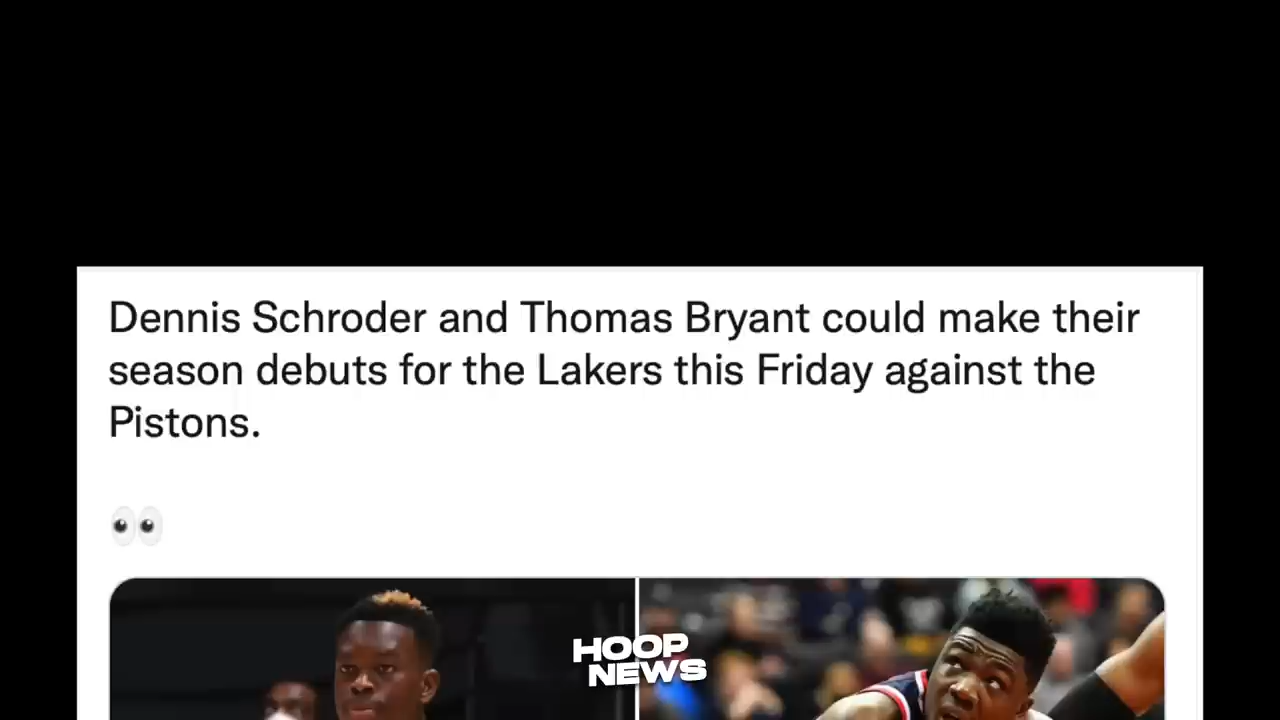 Dennis Schroder and Thomas Bryant could make their
season debuts for the Lakers this Friday against the
Pistons.
👀
HOOP
NEWS